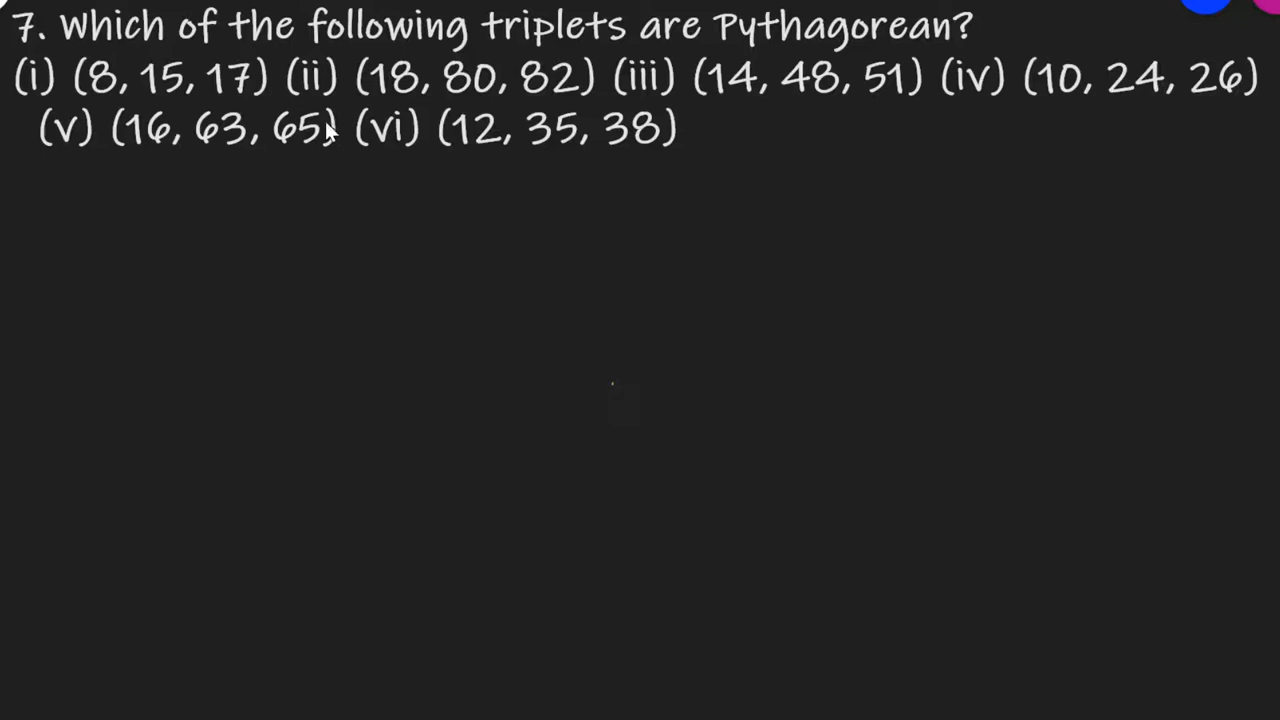 7. Which of the following triplets are Pythagorean?
(i) (8, 15, 17) (ii) (18, 80, 82) (iii) (14, 48, 51) (iv) (10, 24, 26)
(v) (16, 63, 65) (vi) (12, 35, 38)